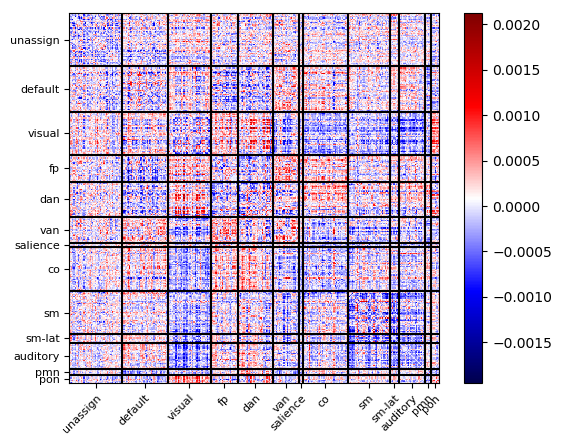 unassign
default
visual
fp
dan
van
salience
co
sm
sm-lat
auditory
pmn
pon
unassign
default
visual
fp
dan
van
salience
co
sm
sm-lat
auditory
pmn
pon
0.0020
0.0015
0.0010
0.0005
0.0000
−0.0005
−0.0010
−0.0015